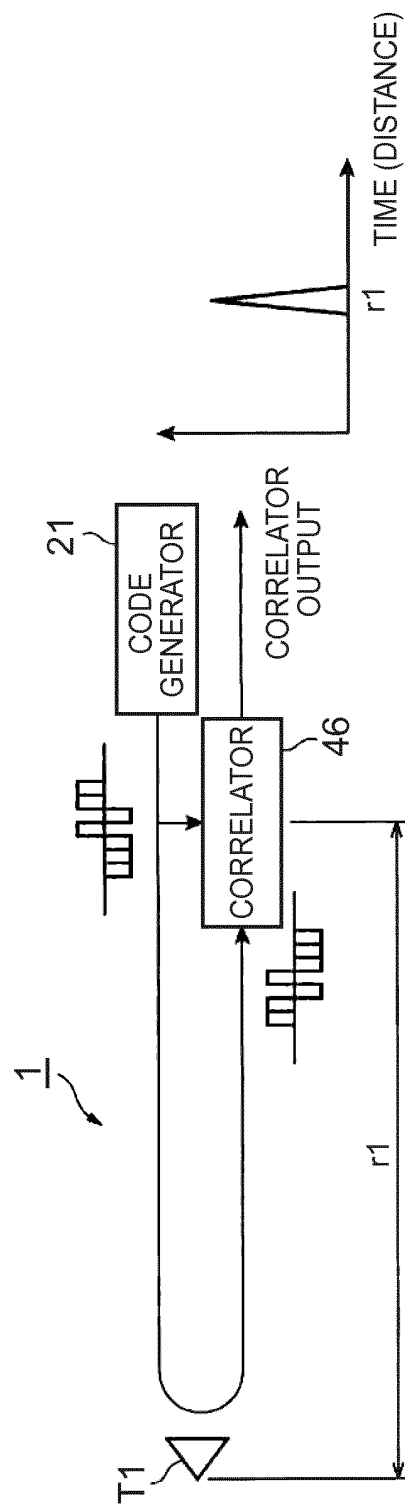 1
T1
21
CODE
GENERATOR
CORRELATOR
46
CORRELATOR
OUTPUT
r1
r1
TIME (DISTANCE)